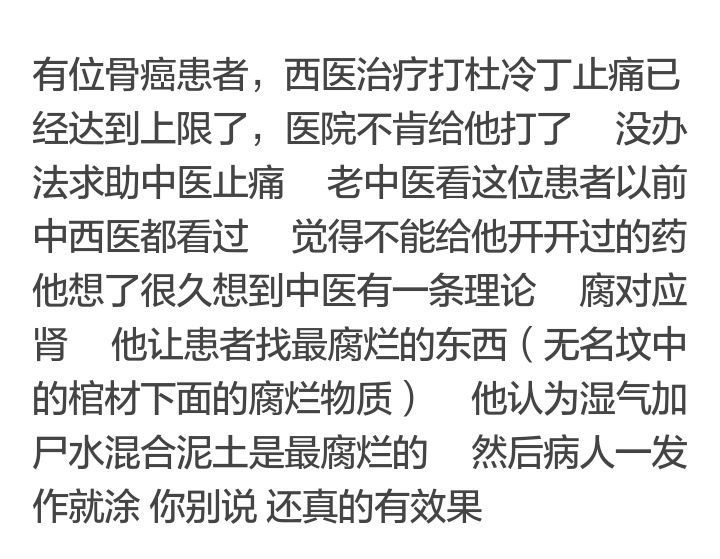 有位骨癌患者，西医治疗打杜冷丁止痛已
经达到上限了，医院不肯给他打了 没办
法求助中医止痛 老中医看这位患者以前
中西医都看过 觉得不能给他开开过的药
他想了很久想到中医有一条理论 腐对应
肾 他让患者找最腐烂的东西（无名坟中
的棺材下面的腐烂物质） 他认为湿气加
尸水混合泥土是最腐烂的 然后病人一发
作就涂 你别说 还真的有效果